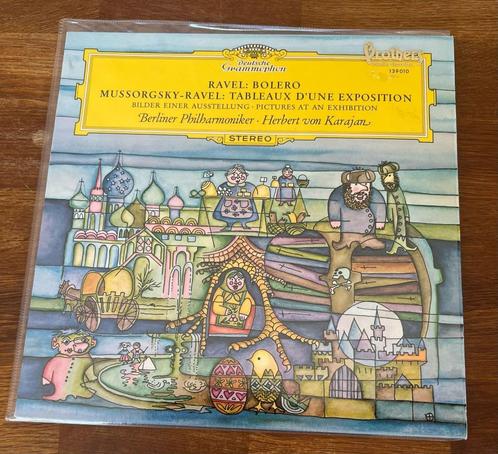 Deutsche
Grammophon
139010
RAVEL: BOLERO
MUSSORGSKY-RAVEL: TABLEAUX D'UNE EXPOSITION
BILDER EINER AUSSTELLUNG · PICTURES AT AN EXHIBITION
Berliner Philharmoniker · Herbert von Karajan
STEREO